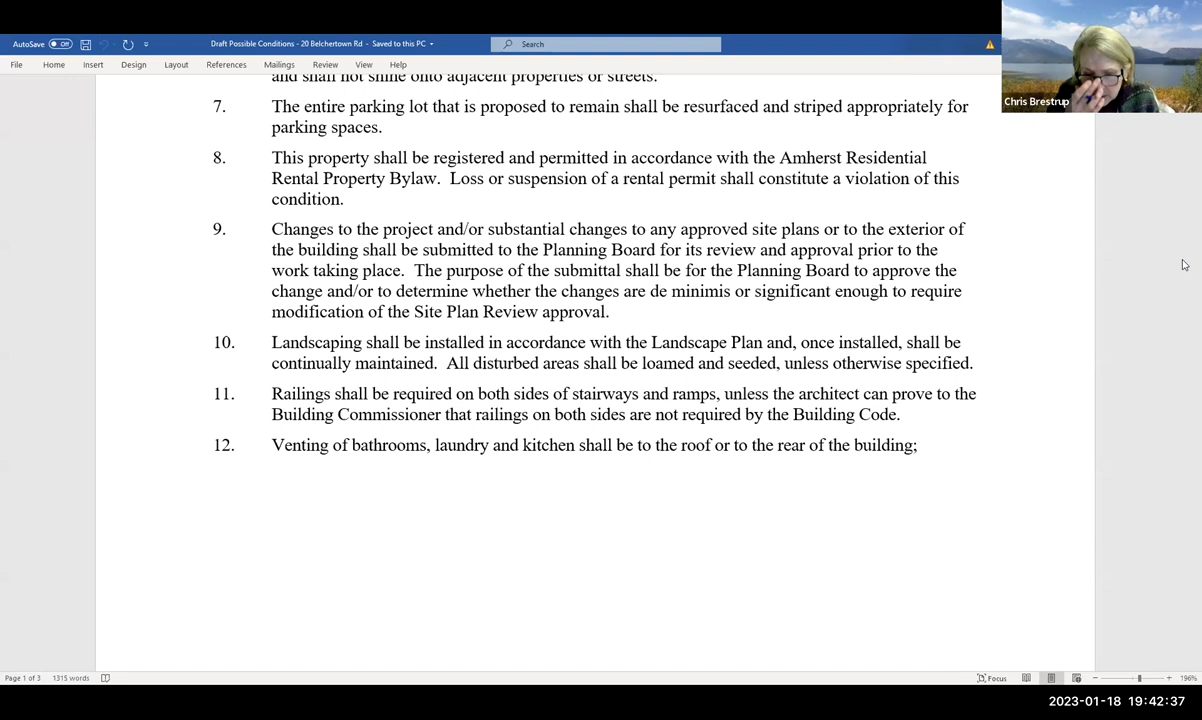 AutoSave Off Draft Possible Conditions - 20 Belchertown Rd - Saved to this PC Search
File Home Insert Design Layout References Mailings Review View Help
Chris Brestrup
and shall not shine onto adjacent properties or streets.
7. The entire parking lot that is proposed to remain shall be resurfaced and striped appropriately for
parking spaces.
8. This property shall be registered and permitted in accordance with the Amherst Residential
Rental Property Bylaw. Loss or suspension of a rental permit shall constitute a violation of this
condition.
9. Changes to the project and/or substantial changes to any approved site plans or to the exterior of
the building shall be submitted to the Planning Board for its review and approval prior to the
work taking place. The purpose of the submittal shall be for the Planning Board to approve the
change and/or to determine whether the changes are de minimis or significant enough to require
modification of the Site Plan Review approval.
10. Landscaping shall be installed in accordance with the Landscape Plan and, once installed, shall be
continually maintained. All disturbed areas shall be loamed and seeded, unless otherwise specified.
11. Railings shall be required on both sides of stairways and ramps, unless the architect can prove to the
Building Commissioner that railings on both sides are not required by the Building Code.
12. Venting of bathrooms, laundry and kitchen shall be to the roof or to the rear of the building;
Page 1 of 3 1315 words Focus 196%
2023-01-18 19:42:37